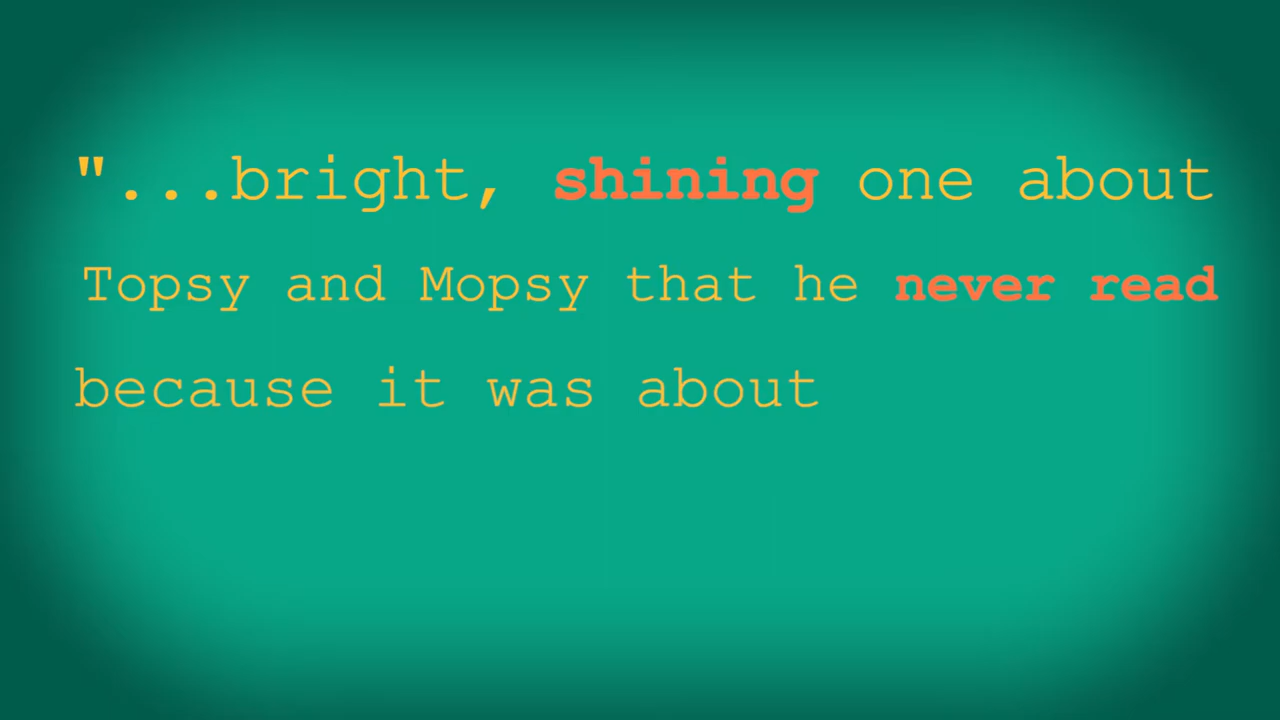 "...bright, shining one about
Topsy and Mopsy that he never read
because it was about